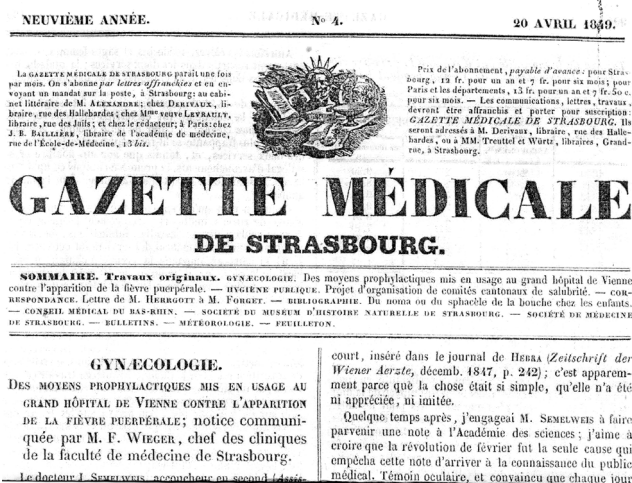 NEUVIÈME ANNÉE. No 4. 20 AVRIL 1849.
La GAZETTE MÉDICALE DE STRASBOURG paraît une fois
par mois. On s'abonne par lettres affranchies et en en-
voyant un mandat sur la poste, à Strasbourg: au cabi-
net littéraire de M. ALEXANDRE; chez DERIVAUX, li-
braire, rue des Hallebardes; chez Mme veuve LEVRAULT,
libraire, rue des Juifs; et chez le rédacteur; à Paris: chez
J. B. BAILLIÈRE, libraire de l'académie de médecine,
rue de l'École-de-Médecine, 13 bis.
Prix de l'abonnement, payable d'avance: pour Stras-
bourg, 12 fr. pour un an et 7 fr. pour six mois; pour
Paris et les départements, 13 fr. pour un an et 7 fr. 50 c.
pour six mois. — Les communications, lettres, travaux,
devront être affranchis et porter pour suscription:
GAZETTE MÉDICALE DE STRASBOURG. Ils
seront adressés à M. Derivaux, libraire, rue des Halle-
bardes, ou à MM. Treuttel et Würtz, libraires, Grand-
rue, à Strasbourg.
GAZETTE MÉDICALE
DE STRASBOURG.
SOMMAIRE. Travaux originaux. GYNÆCOLOGIE. Des moyens prophylactiques mis en usage au grand hôpital de Vienne
contre l'apparition de la fièvre puerpérale. — HYGIÈNE PUBLIQUE. Projet d'organisation de comités cantonaux de salubrité. — COR-
RESPONDANCE. Lettre de M. HERRGOTT à M. FORGET. — BIBLIOGRAPHIE. Du noma ou du sphacèle de la bouche chez les enfants.
— CONSEIL MÉDICAL DU BAS-RHIN. — SOCIÉTÉ DU MUSEUM D'HISTOIRE NATURELLE DE STRASBOURG. — SOCIÉTÉ DE MÉDECINE
DE STRASBOURG. — BULLETINS. — MÉTÉOROLOGIE. — FEUILLETON.
GYNÆCOLOGIE.
DES MOYENS PROPHYLACTIQUES MIS EN USAGE AU
GRAND HÔPITAL DE VIENNE CONTRE L'APPARITION
DE LA FIÈVRE PUERPÉRALE; notice communi-
quée par M. F. WIEGER, chef des cliniques
de la faculté de médecine de Strasbourg.
Le docteur J. SEMELWEIS, accoucheur en second (Assis-
court, inséré dans le journal de HEBRA (Zeitschrift der
Wiener Aerzte, décemb. 1847, p. 242); c'est apparem-
ment parce que la chose était si simple, qu'elle n'a été
ni appréciée, ni imitée.
Quelque temps après, j'engageai M. SEMELWEIS à faire
parvenir une note à l'Académie des sciences; j'aime à
croire que la révolution de février fut la seule cause qui
empêcha cette note d'arriver à la connaissance du public
médical. Témoin oculaire, et convaincu que chaque jour